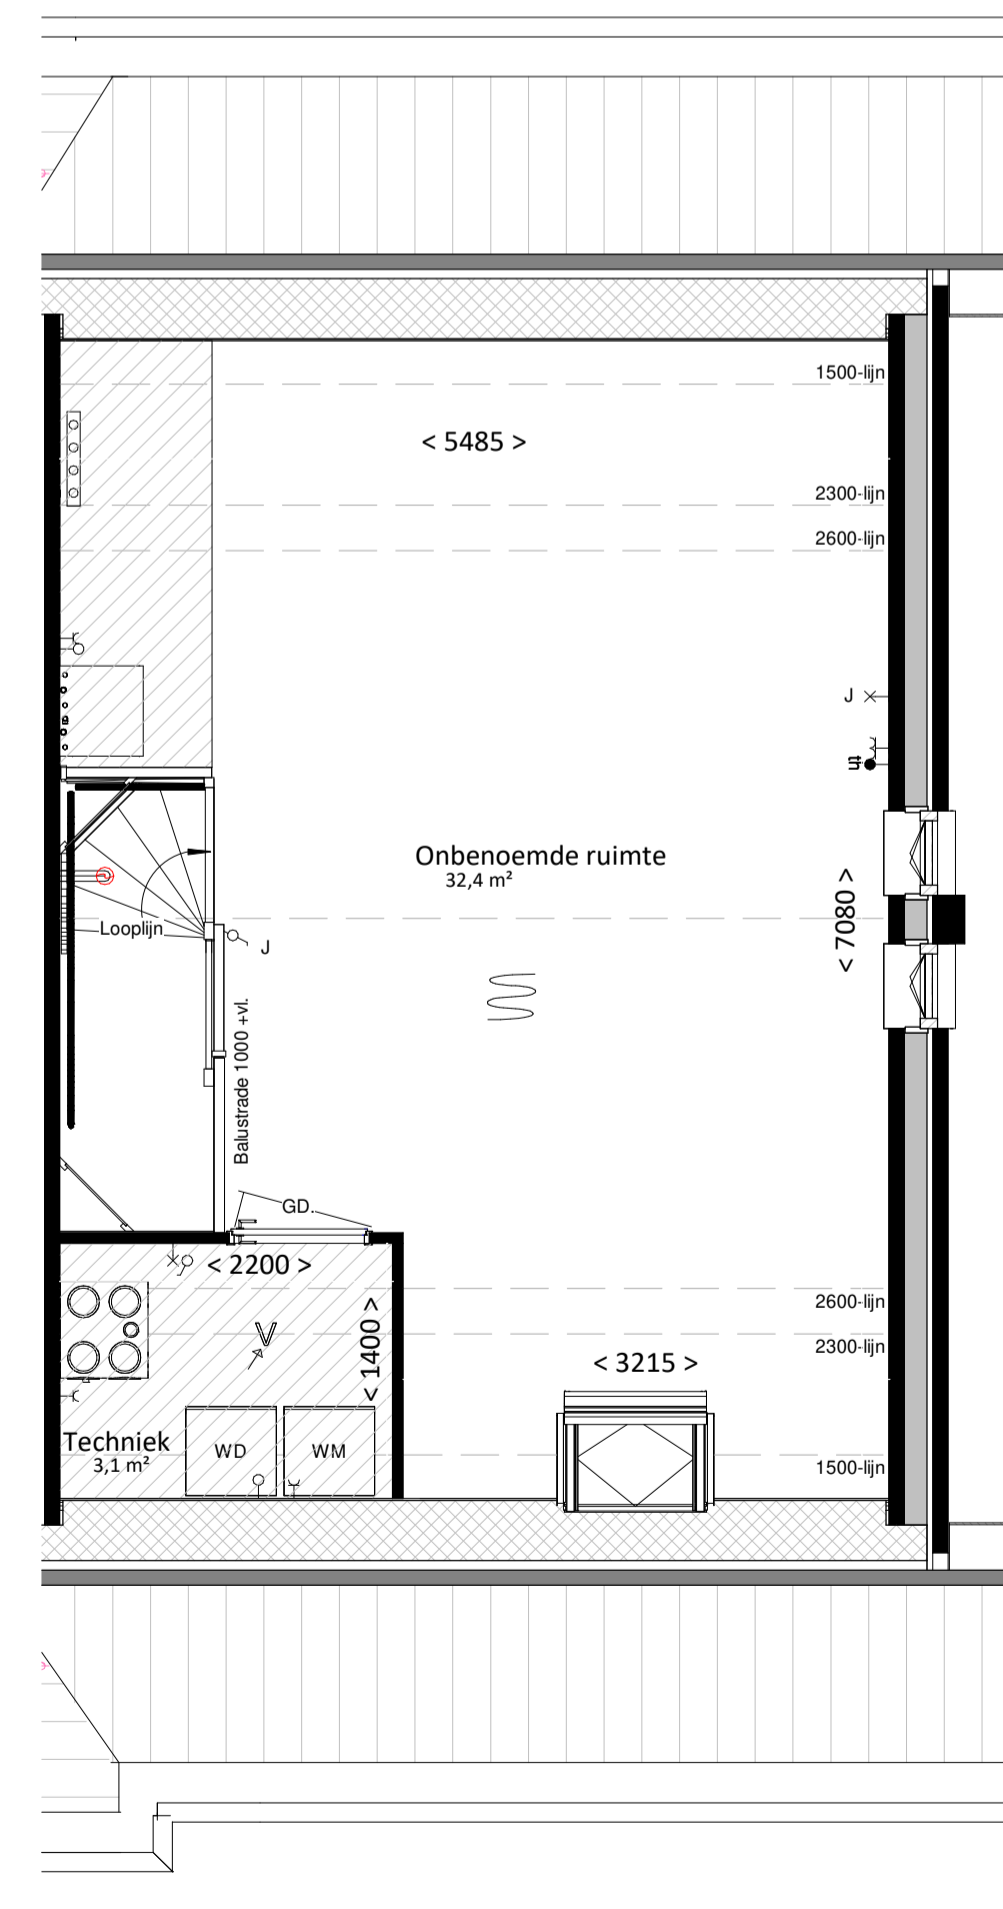 1500-lijn
< 5485 >
2300-lijn
2600-lijn
J
th
Onbenoemde ruimte
32,4 m²
< 7080 >
Looplijn
J
Balustrade 1000 +vl.
GD.
< 2200 >
2600-lijn
V
< 1400 >
2300-lijn
< 3215 >
Techniek
3,1 m²
WD
WM
1500-lijn